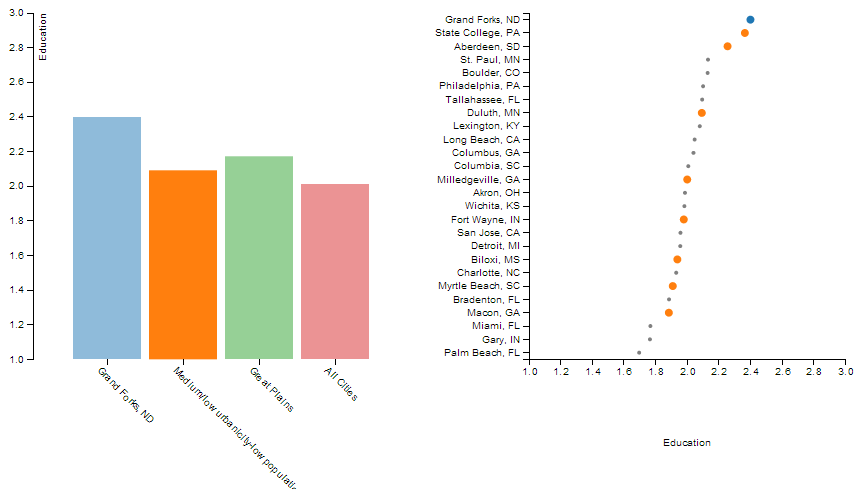 3.0
2.8
2.6
2.4
2.2
2.0
1.8
1.6
1.4
1.2
1.0
Education
Grand Forks, ND
Medium/low urbanicity-low populatio
Great Plains
All Cities
Grand Forks, ND
State College, PA
Aberdeen, SD
St. Paul, MN
Boulder, CO
Philadelphia, PA
Tallahassee, FL
Duluth, MN
Lexington, KY
Long Beach, CA
Columbus, GA
Columbia, SC
Milledgeville, GA
Akron, OH
Wichita, KS
Fort Wayne, IN
San Jose, CA
Detroit, MI
Biloxi, MS
Charlotte, NC
Myrtle Beach, SC
Bradenton, FL
Macon, GA
Miami, FL
Gary, IN
Palm Beach, FL
1.0 1.2 1.4 1.6 1.8 2.0 2.2 2.4 2.6 2.8 3.0
Education